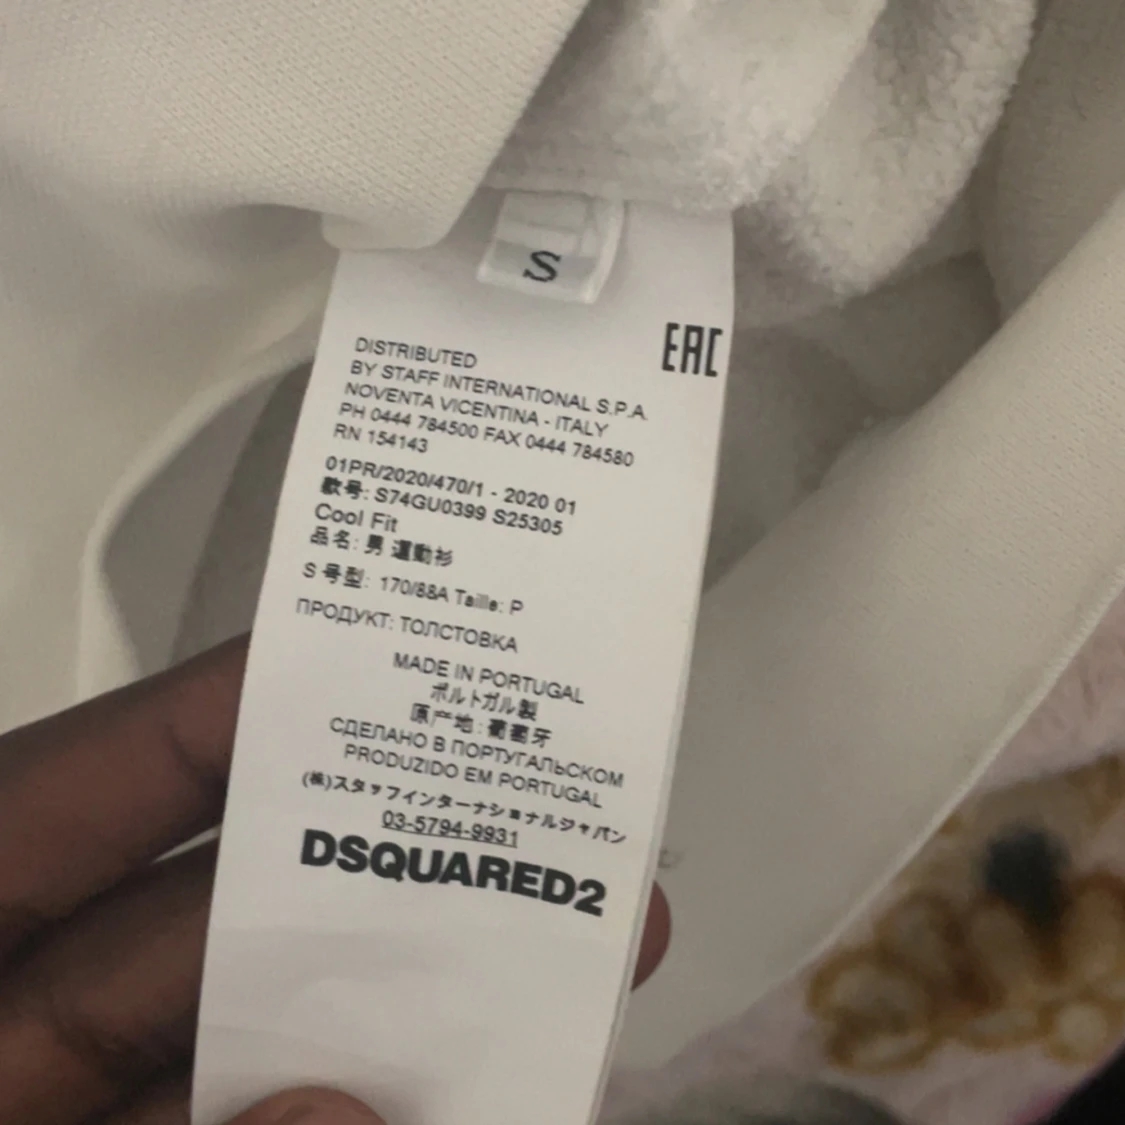 S
EAC
DISTRIBUTED
BY STAFF INTERNATIONAL S.P.A.
NOVENTA VICENTINA - ITALY
PH 0444 784500 FAX 0444 784580
RN 154143
01PR/2020/470/1 - 2020 01
款号: S74GU0399 S25305
Cool Fit
品名: 男 運動衫
S 号型: 170/88A Taille: P
ПРОДУКТ: ТОЛСТОВКА
MADE IN PORTUGAL
ポルトガル製
原产地: 葡萄牙
СДЕЛАНО В ПОРТУГАЛЬСКОМ
PRODUZIDO EM PORTUGAL
(株)スタッフインターナショナルジャパン
03-5794-9931
DSQUARED2